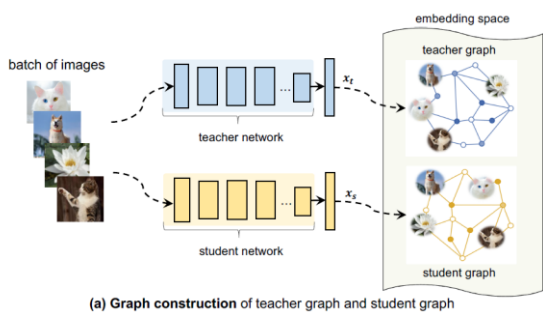 embedding space
teacher graph
batch of images
x_t
...
teacher network
x_s
...
student network
student graph
(a) Graph construction of teacher graph and student graph